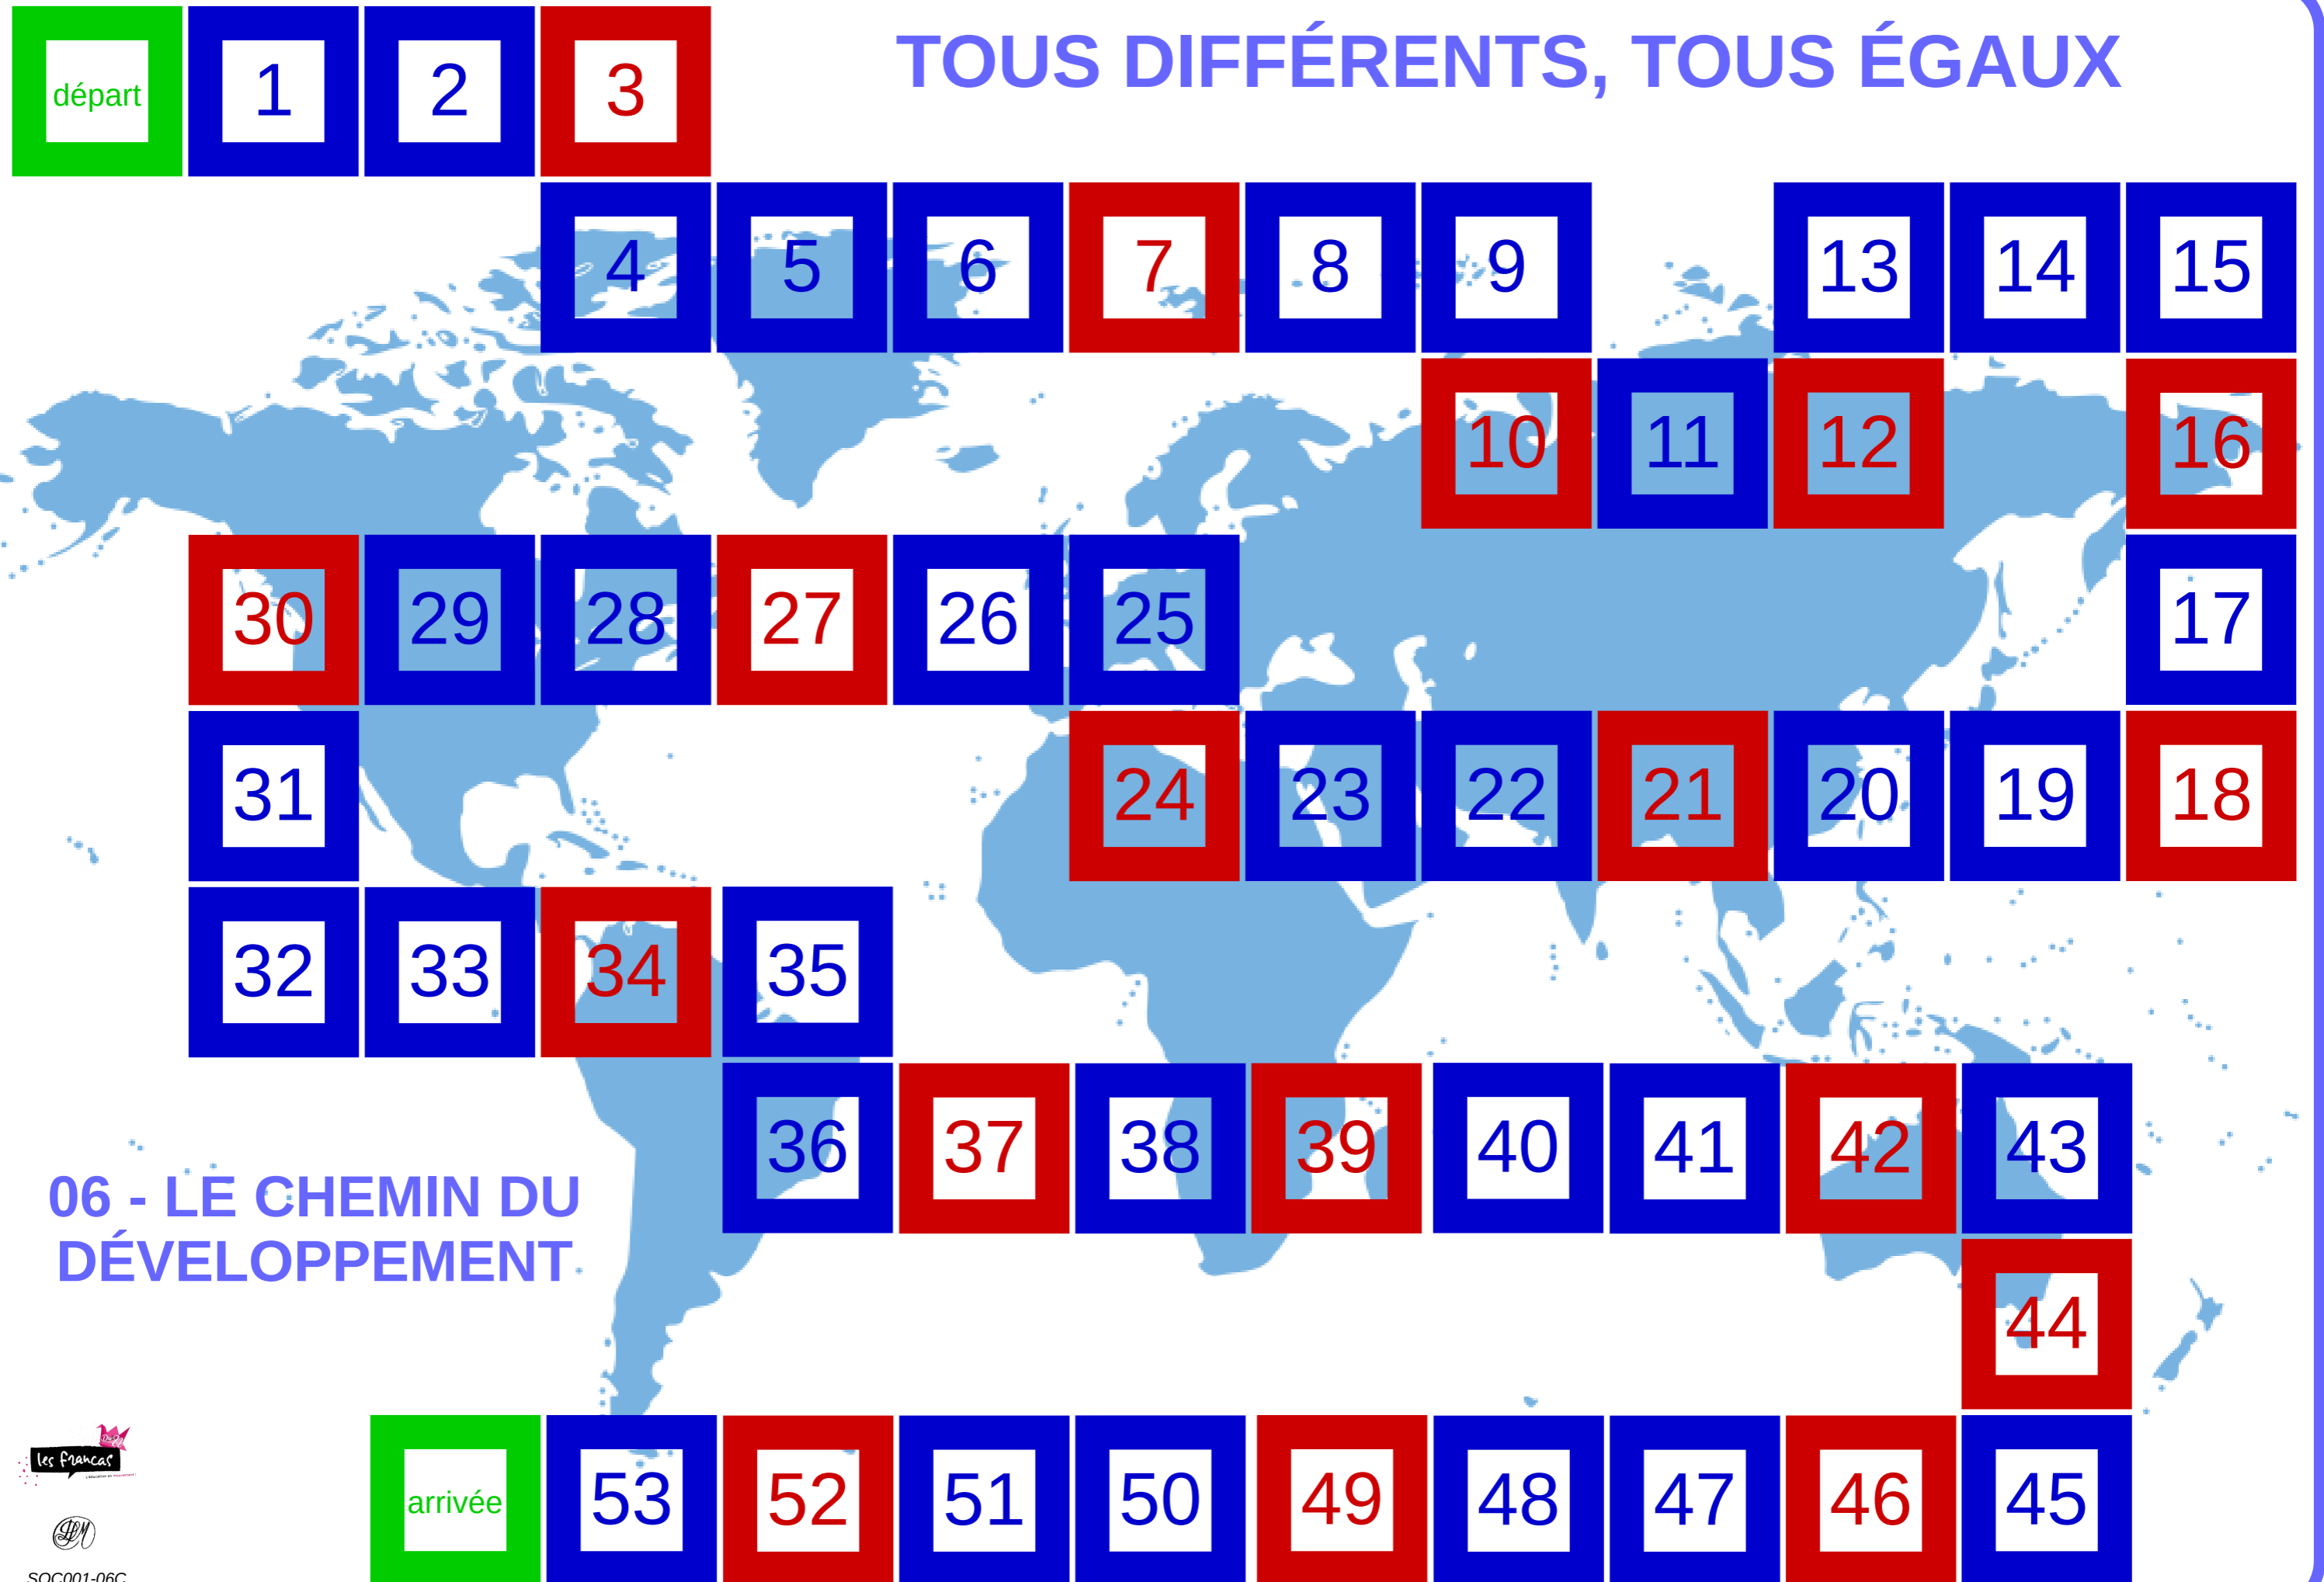 TOUS DIFFÉRENTS, TOUS ÉGAUX
départ 1 2 3
4 5 6 7 8 9 13 14 15
10 11 12 16
30 29 28 27 26 25 17
31 24 23 22 21 20 19 18
32 33 34 35
36 37 38 39 40 41 42 43
06 - LE CHEMIN DU
DÉVELOPPEMENT
44
les francas
arrivée 53 52 51 50 49 48 47 46 45
SOC001-06C